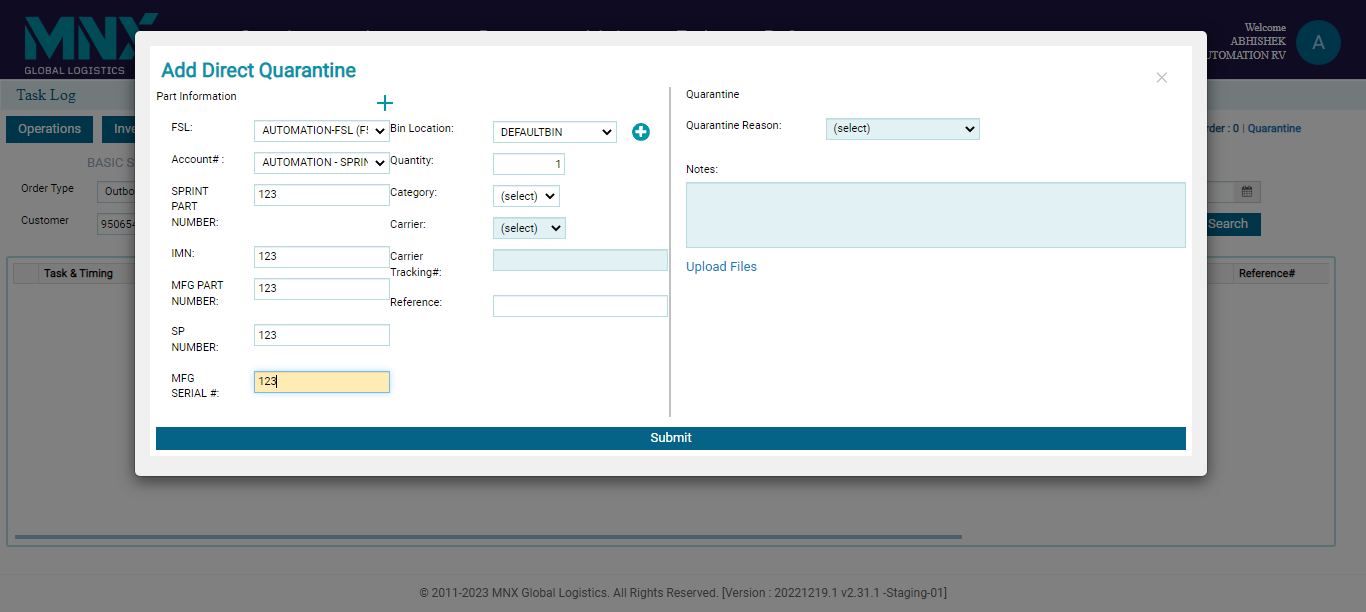 MNX
GLOBAL LOGISTICS
Welcome
ABHISHEK
UTOMATION RV
A
Task Log
Operations
Inve
rder : 0 | Quarantine
BASIC S
Order Type
Outbo
Customer
95065
Search
Task & Timing
Reference#
Add Direct Quarantine
Part Information
FSL:
AUTOMATION-FSL (F
Account# :
AUTOMATION - SPRIN
SPRINT
PART
NUMBER:
123
IMN:
123
MFG PART
NUMBER:
123
SP
NUMBER:
123
MFG
SERIAL #:
123
Bin Location:
DEFAULTBIN
Quantity:
1
Category:
(select)
Carrier:
(select)
Carrier
Tracking#:
Reference:
Quarantine
Quarantine Reason:
(select)
Notes:
Upload Files
Submit
© 2011-2023 MNX Global Logistics. All Rights Reserved. [Version : 20221219.1 v2.31.1 -Staging-01]